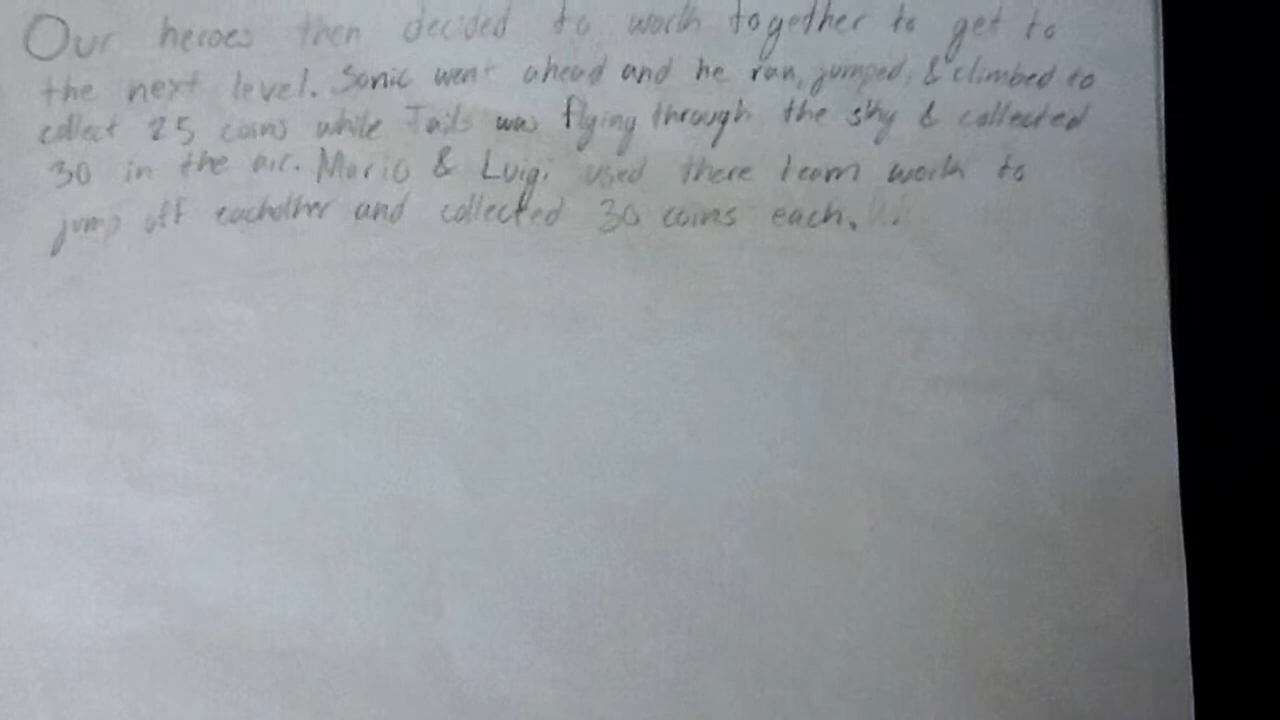 Our heroes then decided to work together to get to
the next level. Sonic went ahead and he ran, jumped, & climbed to
collect 25 coins while Tails was flying through the sky & collected
30 in the air. Mario & Luigi used there team work to
jump off eachother and collected 30 coins each.